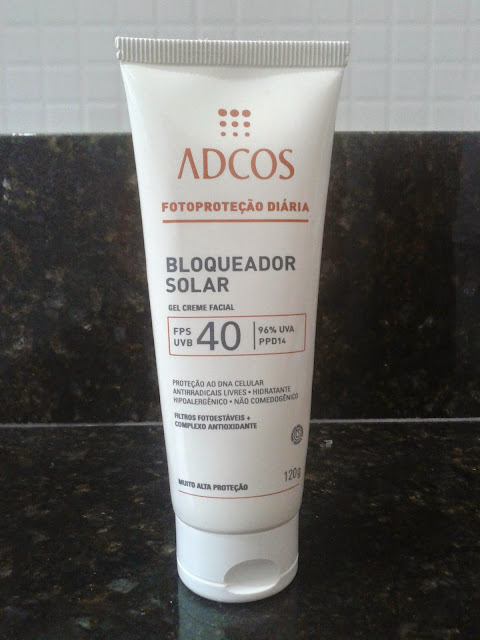 ADCOS
FOTOPROTEÇÃO DIÁRIA
BLOQUEADOR
SOLAR
GEL CREME FACIAL
FPS
UVB 40 96% UVA
PPD14
PROTEÇÃO AO DNA CELULAR
ANTIRRADICAIS LIVRES • HIDRATANTE
HIPOALERGÊNICO • NÃO COMEDOGÊNICO
FILTROS FOTOESTÁVEIS +
COMPLEXO ANTIOXIDANTE
120g
MUITO ALTA PROTEÇÃO